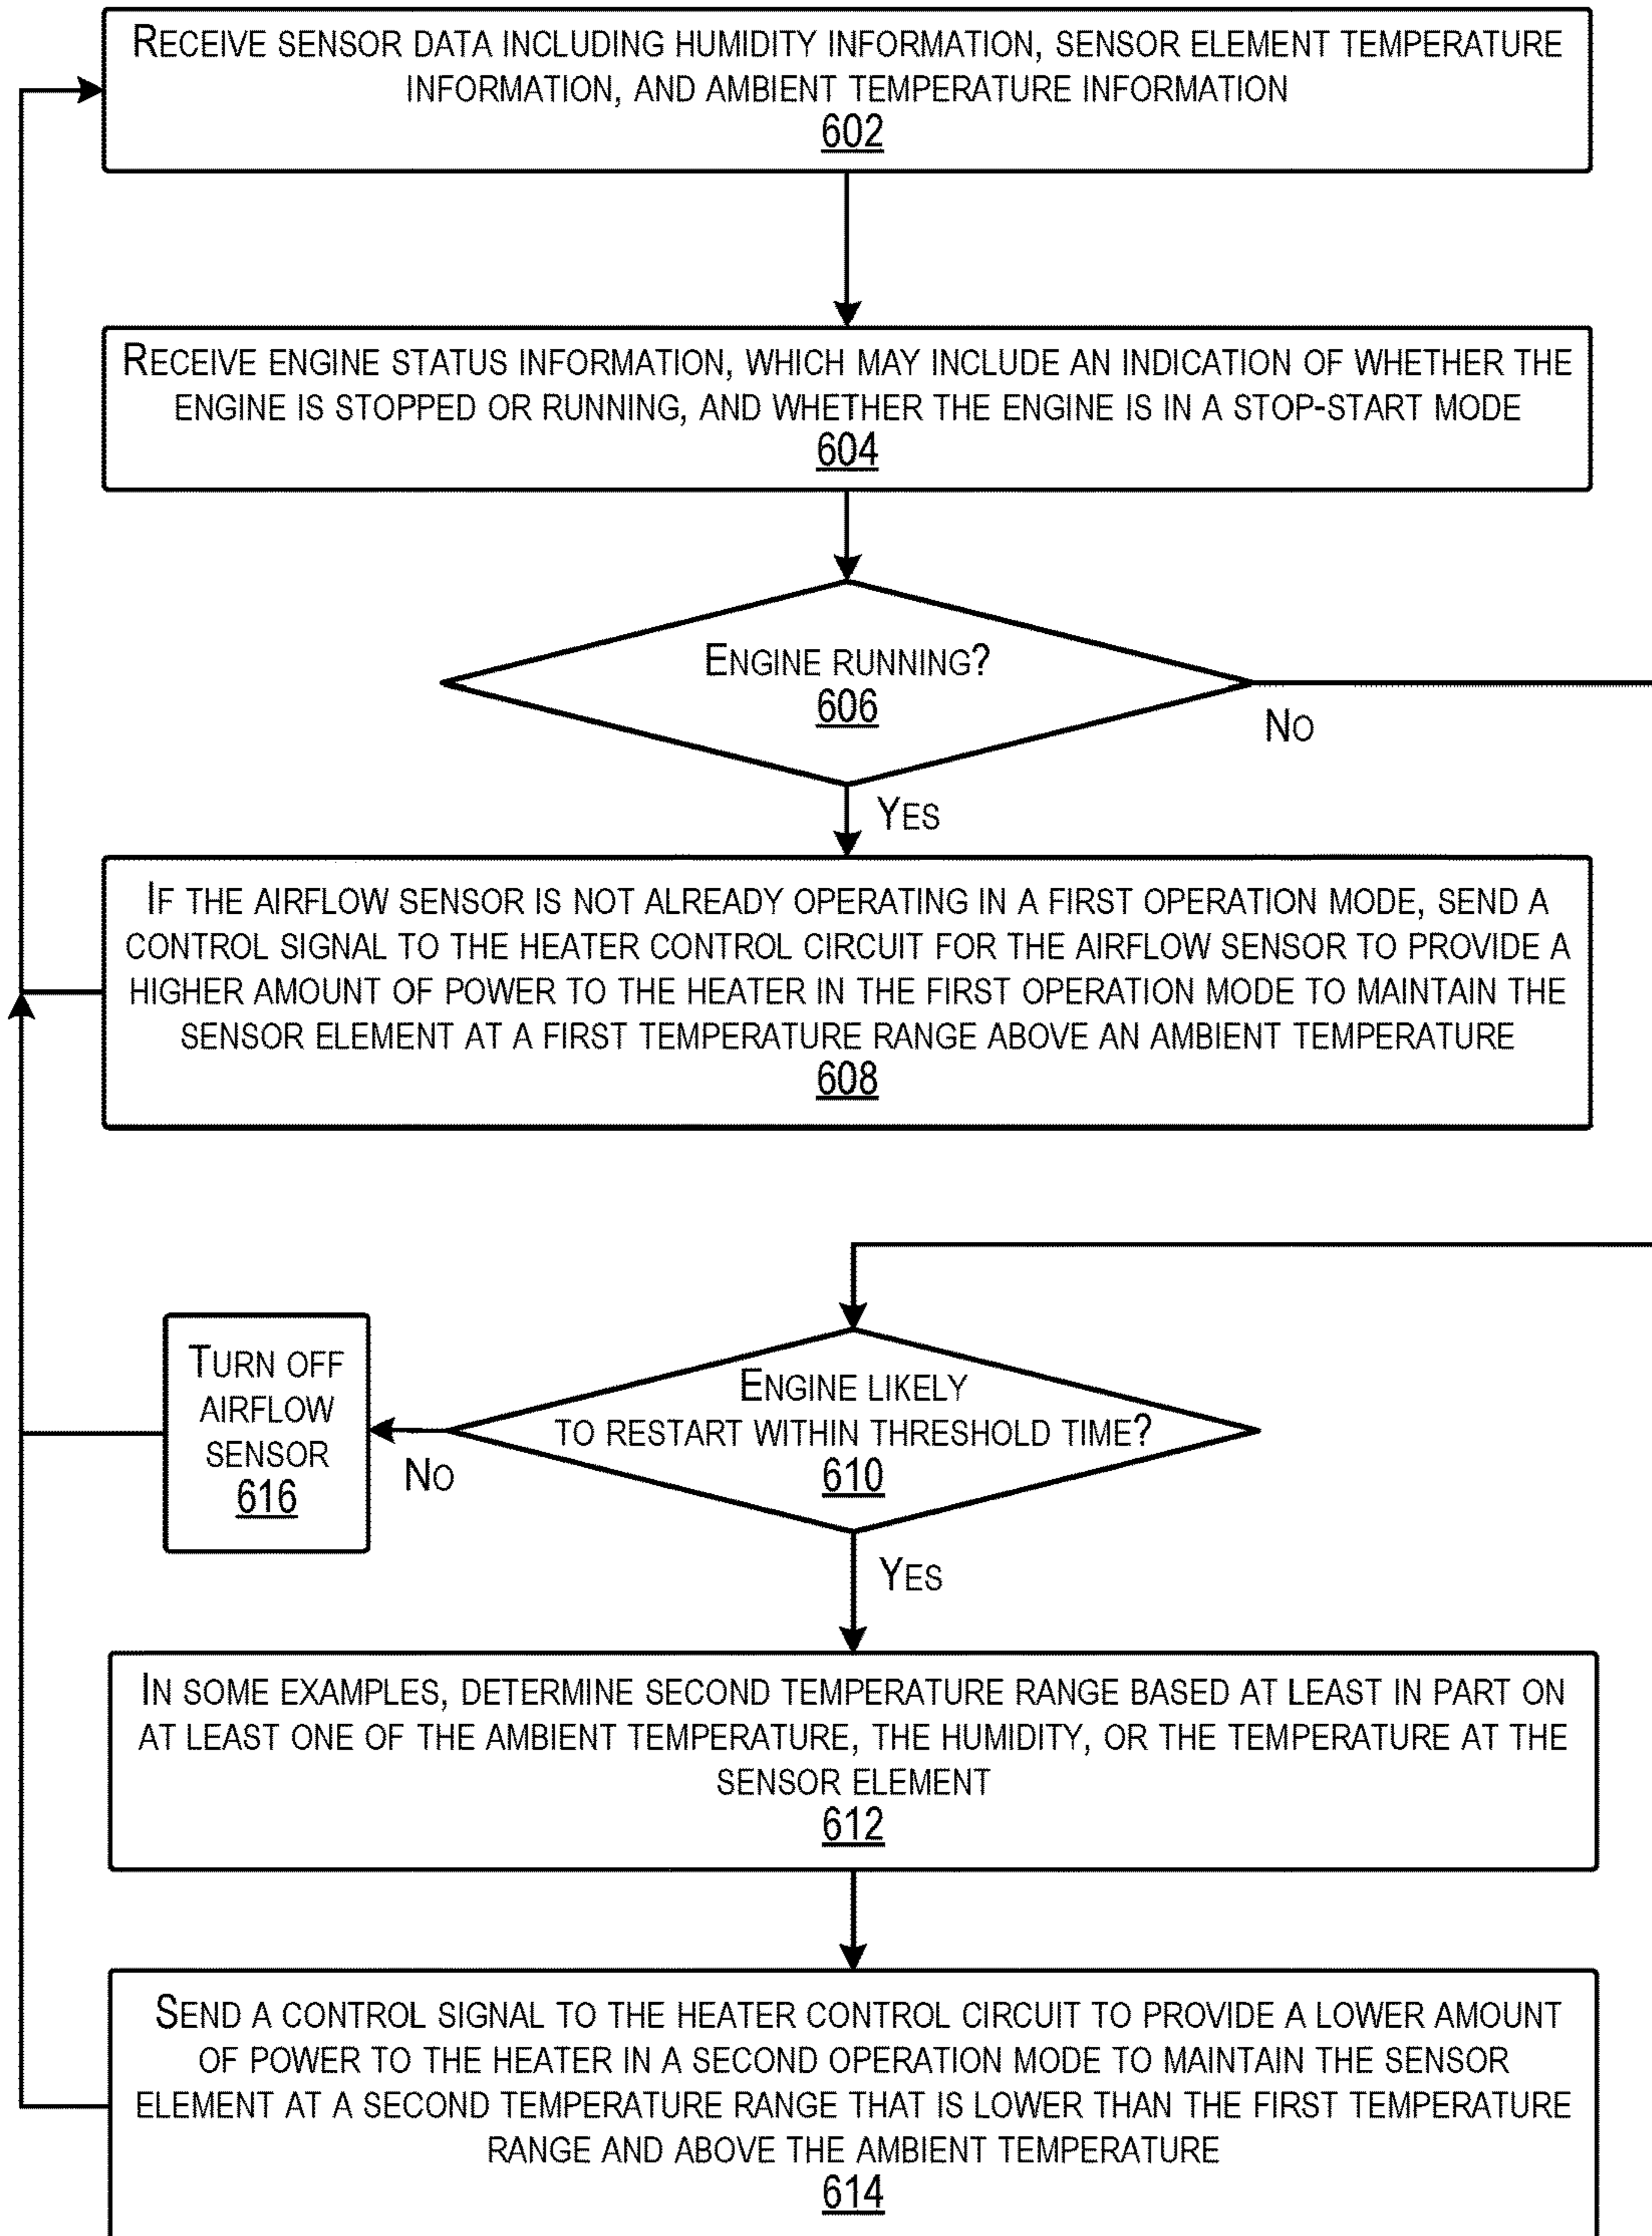 RECEIVE SENSOR DATA INCLUDING HUMIDITY INFORMATION, SENSOR ELEMENT TEMPERATURE
INFORMATION, AND AMBIENT TEMPERATURE INFORMATION
602
RECEIVE ENGINE STATUS INFORMATION, WHICH MAY INCLUDE AN INDICATION OF WHETHER THE
ENGINE IS STOPPED OR RUNNING, AND WHETHER THE ENGINE IS IN A STOP-START MODE
604
ENGINE RUNNING?
606
NO
YES
IF THE AIRFLOW SENSOR IS NOT ALREADY OPERATING IN A FIRST OPERATION MODE, SEND A
CONTROL SIGNAL TO THE HEATER CONTROL CIRCUIT FOR THE AIRFLOW SENSOR TO PROVIDE A
HIGHER AMOUNT OF POWER TO THE HEATER IN THE FIRST OPERATION MODE TO MAINTAIN THE
SENSOR ELEMENT AT A FIRST TEMPERATURE RANGE ABOVE AN AMBIENT TEMPERATURE
608
TURN OFF
AIRFLOW
SENSOR
616
ENGINE LIKELY
TO RESTART WITHIN THRESHOLD TIME?
610
NO
YES
IN SOME EXAMPLES, DETERMINE SECOND TEMPERATURE RANGE BASED AT LEAST IN PART ON
AT LEAST ONE OF THE AMBIENT TEMPERATURE, THE HUMIDITY, OR THE TEMPERATURE AT THE
SENSOR ELEMENT
612
SEND A CONTROL SIGNAL TO THE HEATER CONTROL CIRCUIT TO PROVIDE A LOWER AMOUNT
OF POWER TO THE HEATER IN A SECOND OPERATION MODE TO MAINTAIN THE SENSOR
ELEMENT AT A SECOND TEMPERATURE RANGE THAT IS LOWER THAN THE FIRST TEMPERATURE
RANGE AND ABOVE THE AMBIENT TEMPERATURE
614